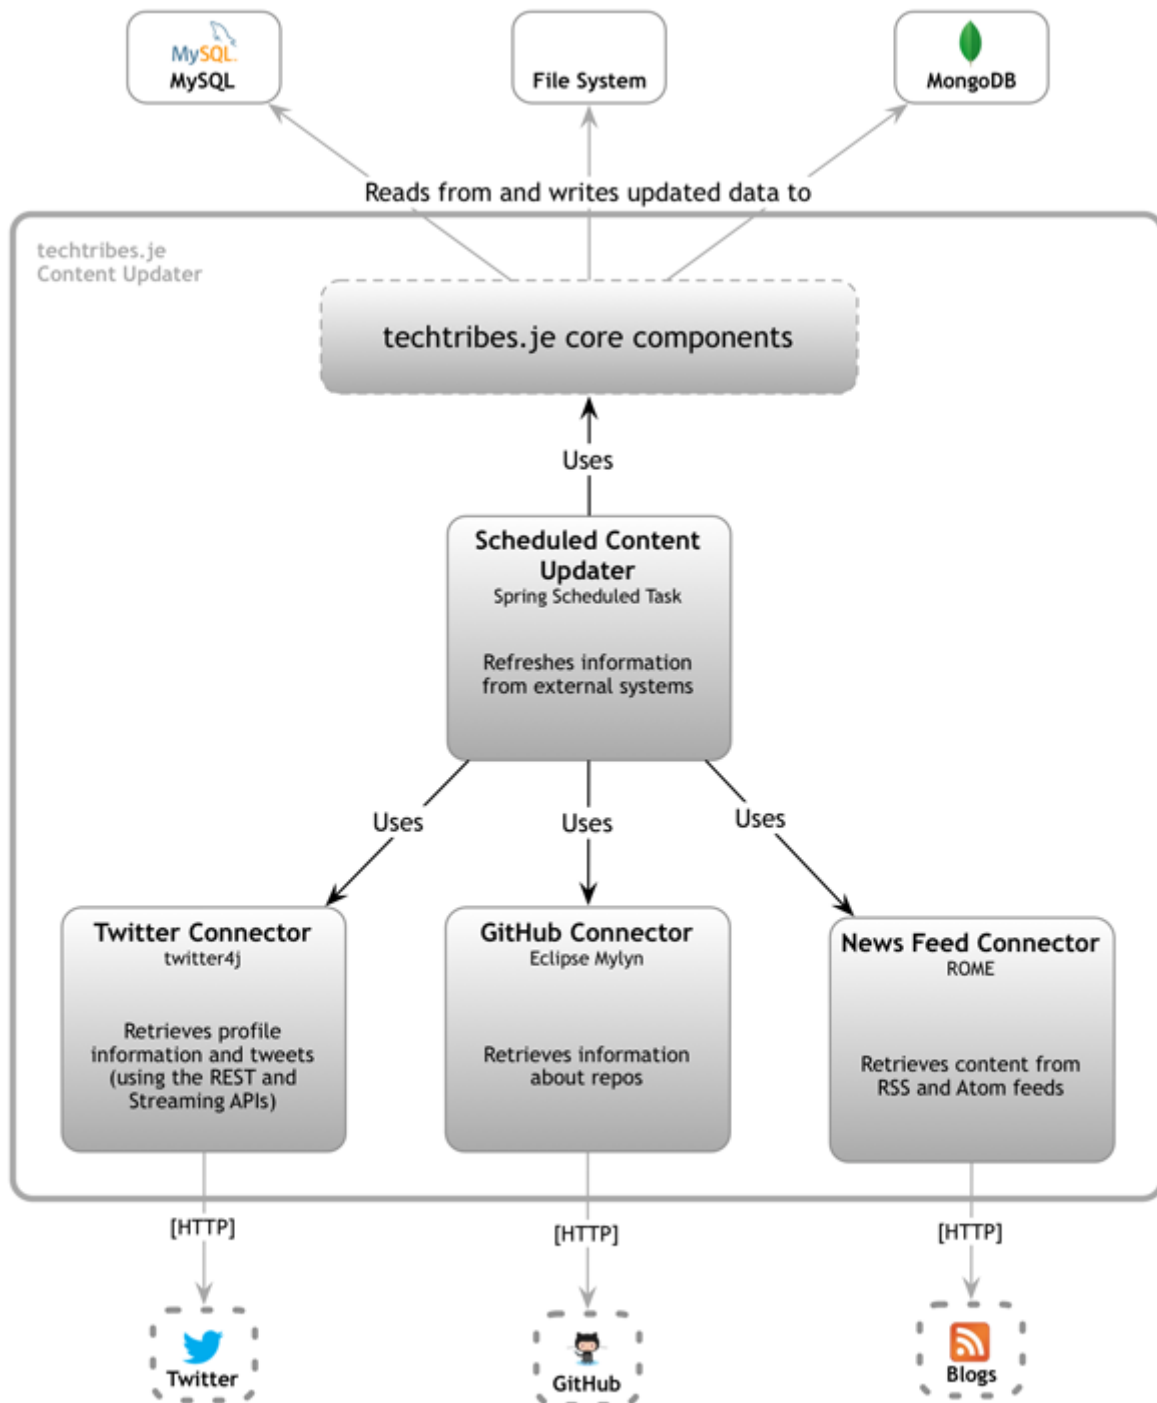 MySQL
MySQL
File System
MongoDB
Reads from and writes updated data to
techtribes.je
Content Updater
techtribes.je core components
Uses
Scheduled Content
Updater
Spring Scheduled Task
Refreshes information
from external systems
Uses
Uses
Uses
Twitter Connector
twitter4j
Retrieves profile
information and tweets
(using the REST and
Streaming APIs)
GitHub Connector
Eclipse Mylyn
Retrieves information
about repos
News Feed Connector
ROME
Retrieves content from
RSS and Atom feeds
[HTTP]
[HTTP]
[HTTP]
Twitter
GitHub
Blogs